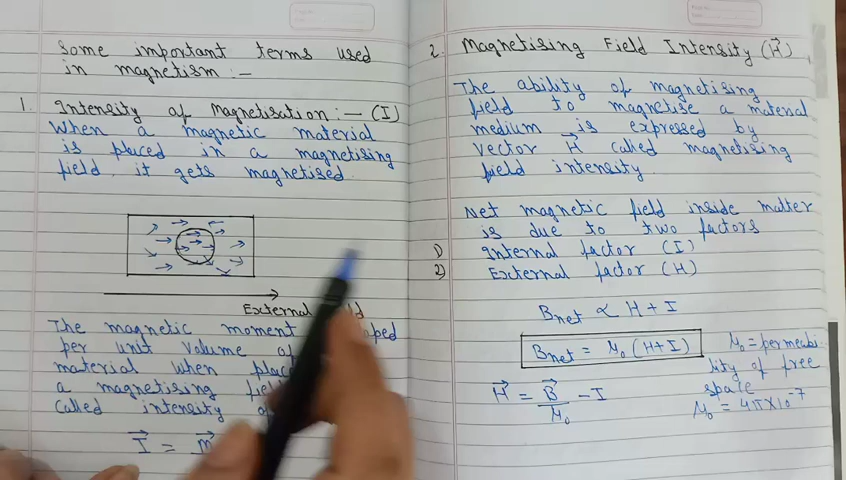 some important terms used
in magnetism :-
1. Intensity of Magnetisation :- (I)
When a magnetic material
is placed in a magnetising
field, it gets magnetised.
External
The magnetic moment
per unit volume
material when
a magnetising
called intensity
I⃗ = m⃗
2. Magnetising Field Intensity (H⃗)
The ability of magnetising
field to magnetise a material
medium is expressed by
vector H⃗ called magnetising
field intensity.
Net magnetic field inside matter
is due to two factors
1) Internal factor (I)
2) External factor (H)
Bnet ∝ H + I
Bnet = μ₀ (H+I)
μ₀ = permeabi
lity of free
space
μ₀ = 4π×10⁻⁷
H⃗ = B⃗/μ₀ - I